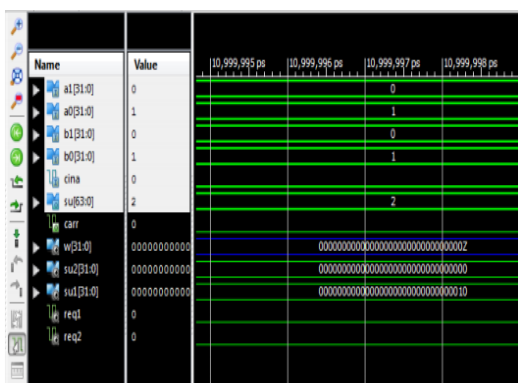 Name Value 10,999,995 ps 10,999,996 ps 10,999,997 ps 10,999,998 ps
a1[31:0] 0 0
a0[31:0] 1 1
b1[31:0] 0 0
b0[31:0] 1 1
cina 0
su[63:0] 2 2
carr 0
w[31:0] 00000000000 0000000000000000000000000000000Z
su2[31:0] 00000000000 00000000000000000000000000000000
su1[31:0] 00000000000 00000000000000000000000000000010
req1 0
req2 0